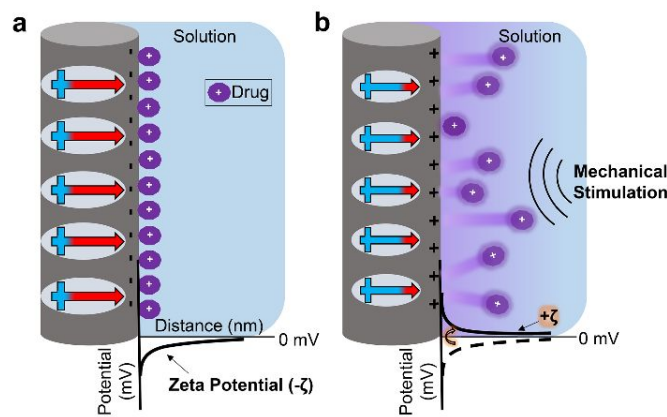 a
Solution
+ Drug
Distance (nm)
0 mV
Potential
(mV)
Zeta Potential (-ζ)
b
Solution
Mechanical
Stimulation
+ζ
0 mV
Potential
(mV)